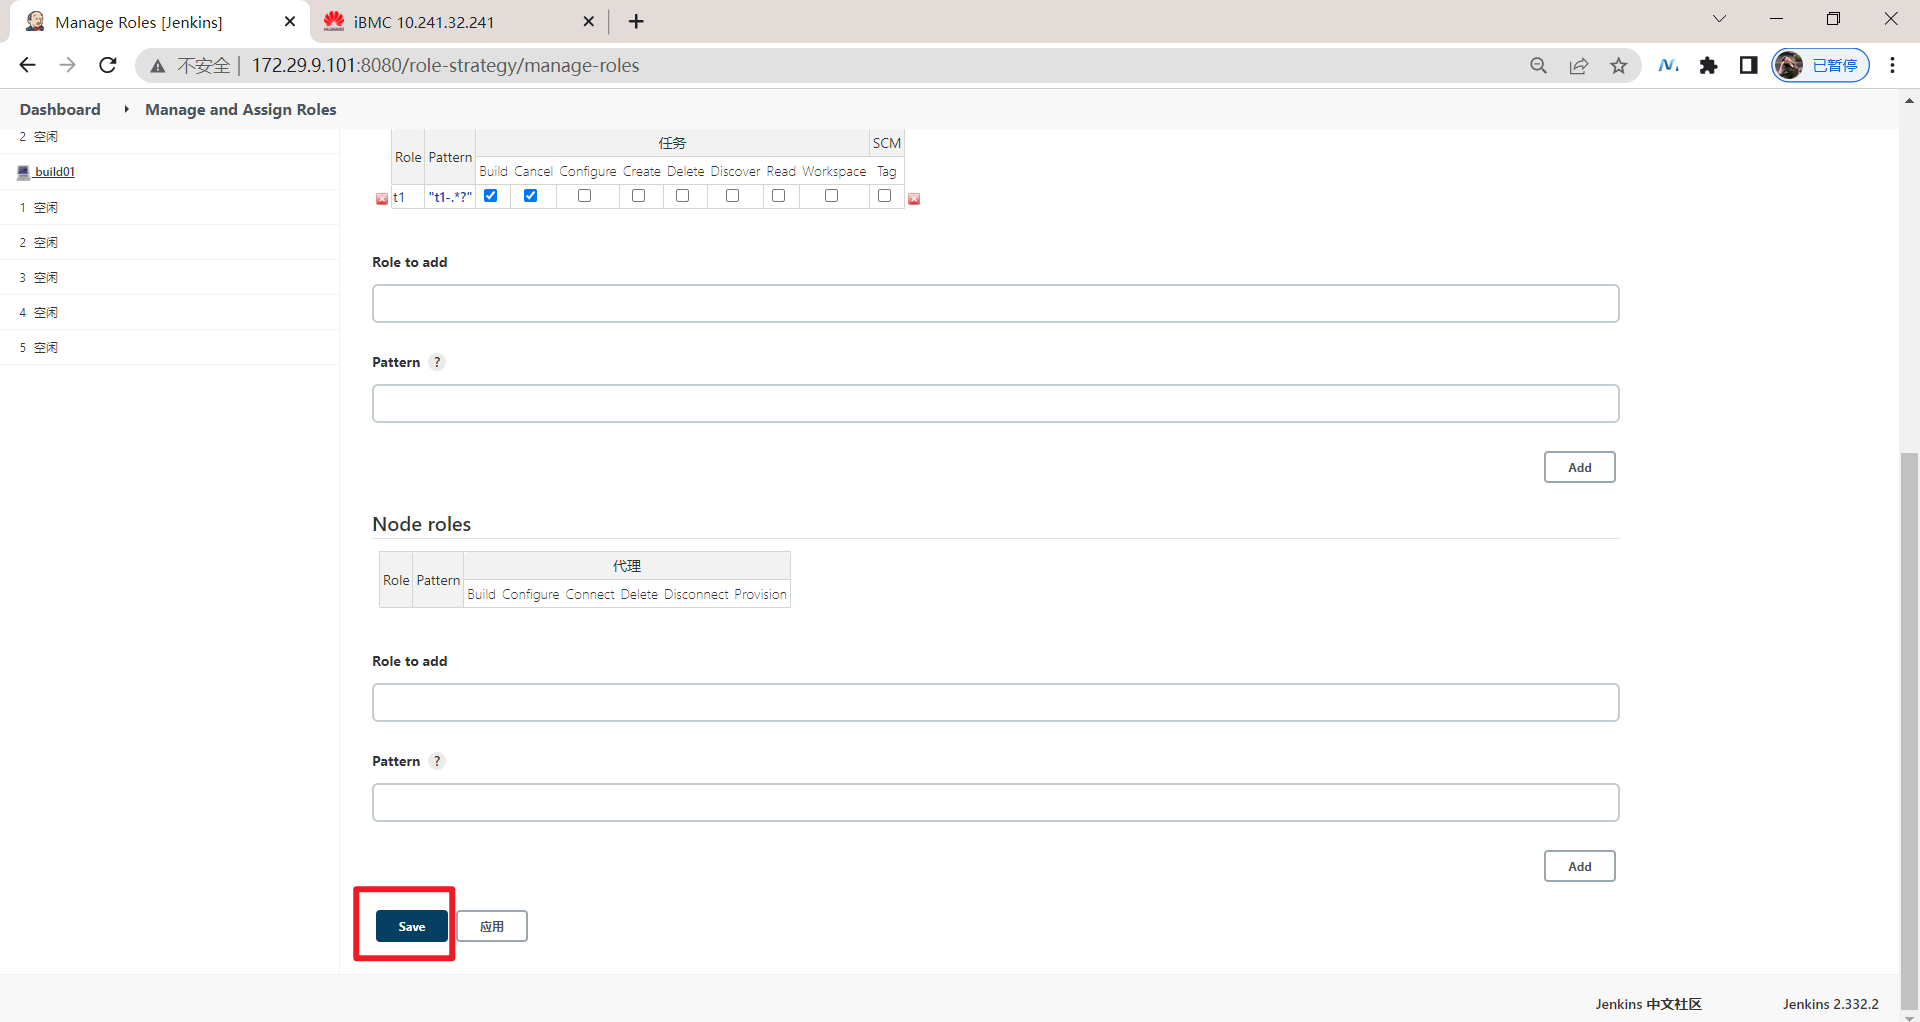 Manage Roles [Jenkins]
iBMC 10.241.32.241
不安全
172.29.9.101:8080/role-strategy/manage-roles
已暂停
Dashboard
Manage and Assign Roles
2 空闲
build01
1 空闲
2 空闲
3 空闲
4 空闲
5 空闲
Role Pattern 任务 SCM
Build Cancel Configure Create Delete Discover Read Workspace Tag
t1 "t1-.*?"
Role to add
Pattern ?
Add
Node roles
Role Pattern 代理
Build Configure Connect Delete Disconnect Provision
Role to add
Pattern ?
Add
Save 应用
Jenkins 中文社区
Jenkins 2.332.2